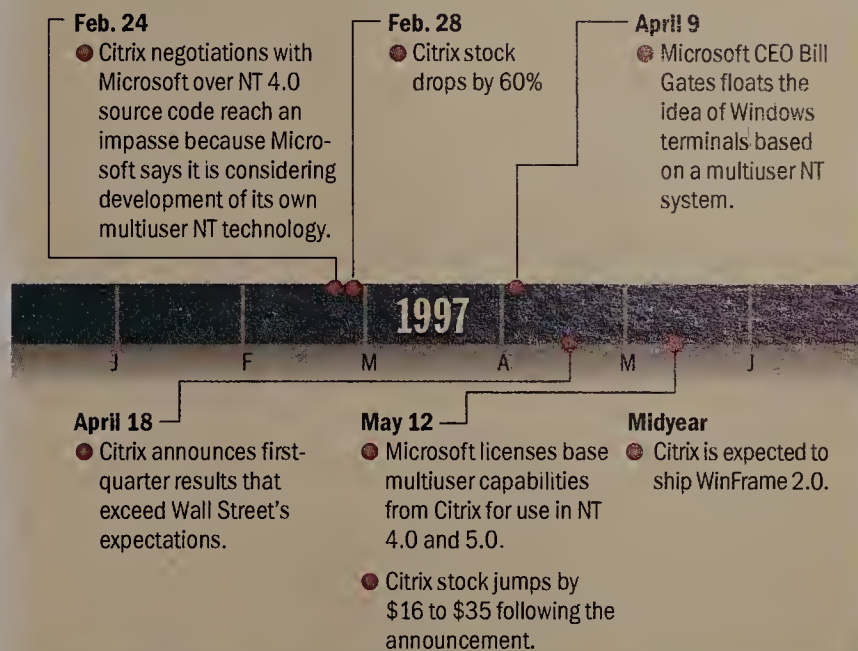 Feb. 24
Citrix negotiations with
Microsoft over NT 4.0
source code reach an
impasse because Micro-
soft says it is considering
development of its own
multiuser NT technology.
Feb. 28
Citrix stock
drops by 60%
April 9
Microsoft CEO Bill
Gates floats the
idea of Windows
terminals based
on a multiuser NT
system.
1997
J F M A M J
April 18
Citrix announces first-
quarter results that
exceed Wall Street's
expectations.
May 12
Microsoft licenses base
multiuser capabilities
from Citrix for use in NT
4.0 and 5.0.
Citrix stock jumps by
$16 to $35 following the
announcement.
Midyear
Citrix is expected to
ship WinFrame 2.0.